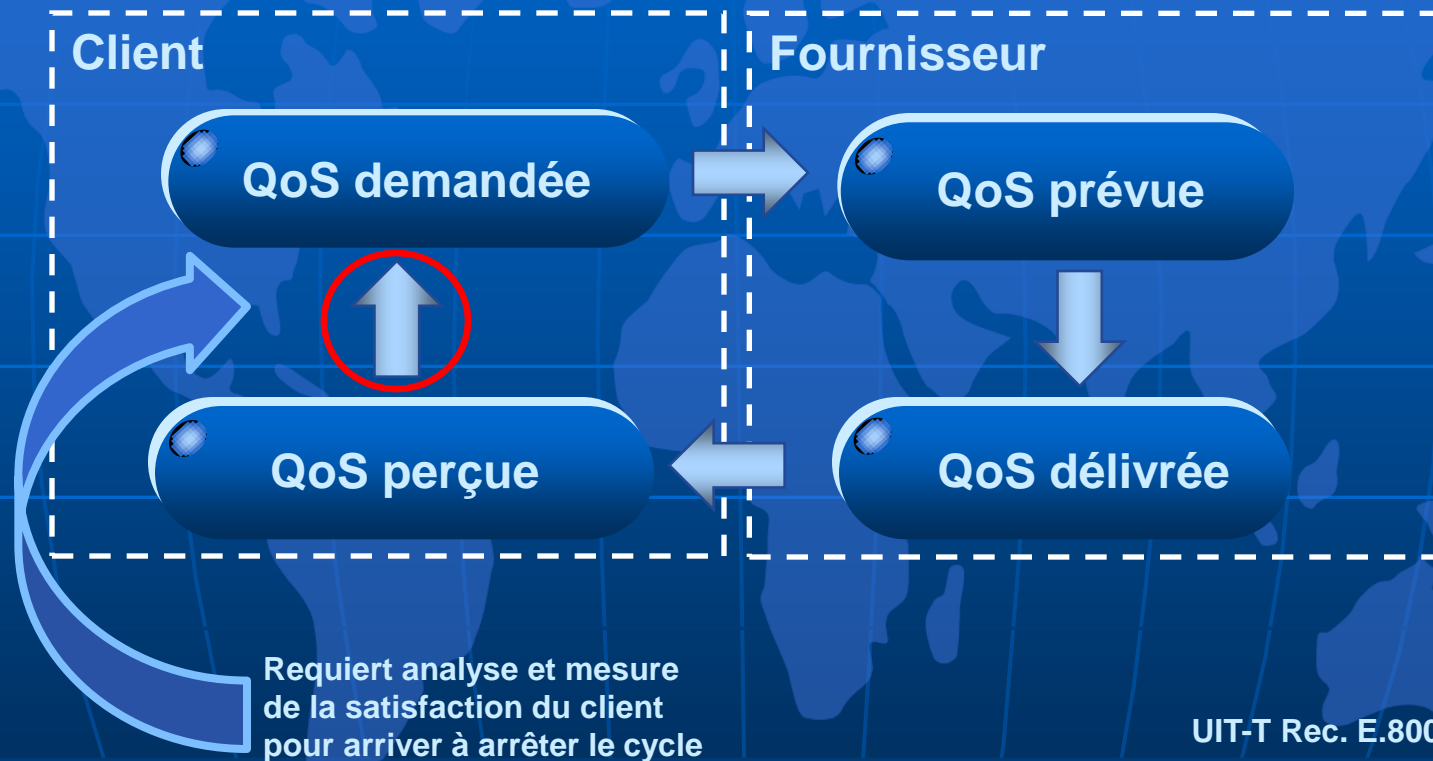 Client
Fournisseur
QoS demandée
QoS prévue
QoS perçue
QoS délivrée
Requiert analyse et mesure
de la satisfaction du client
pour arriver à arrêter le cycle
UIT-T Rec. E.800